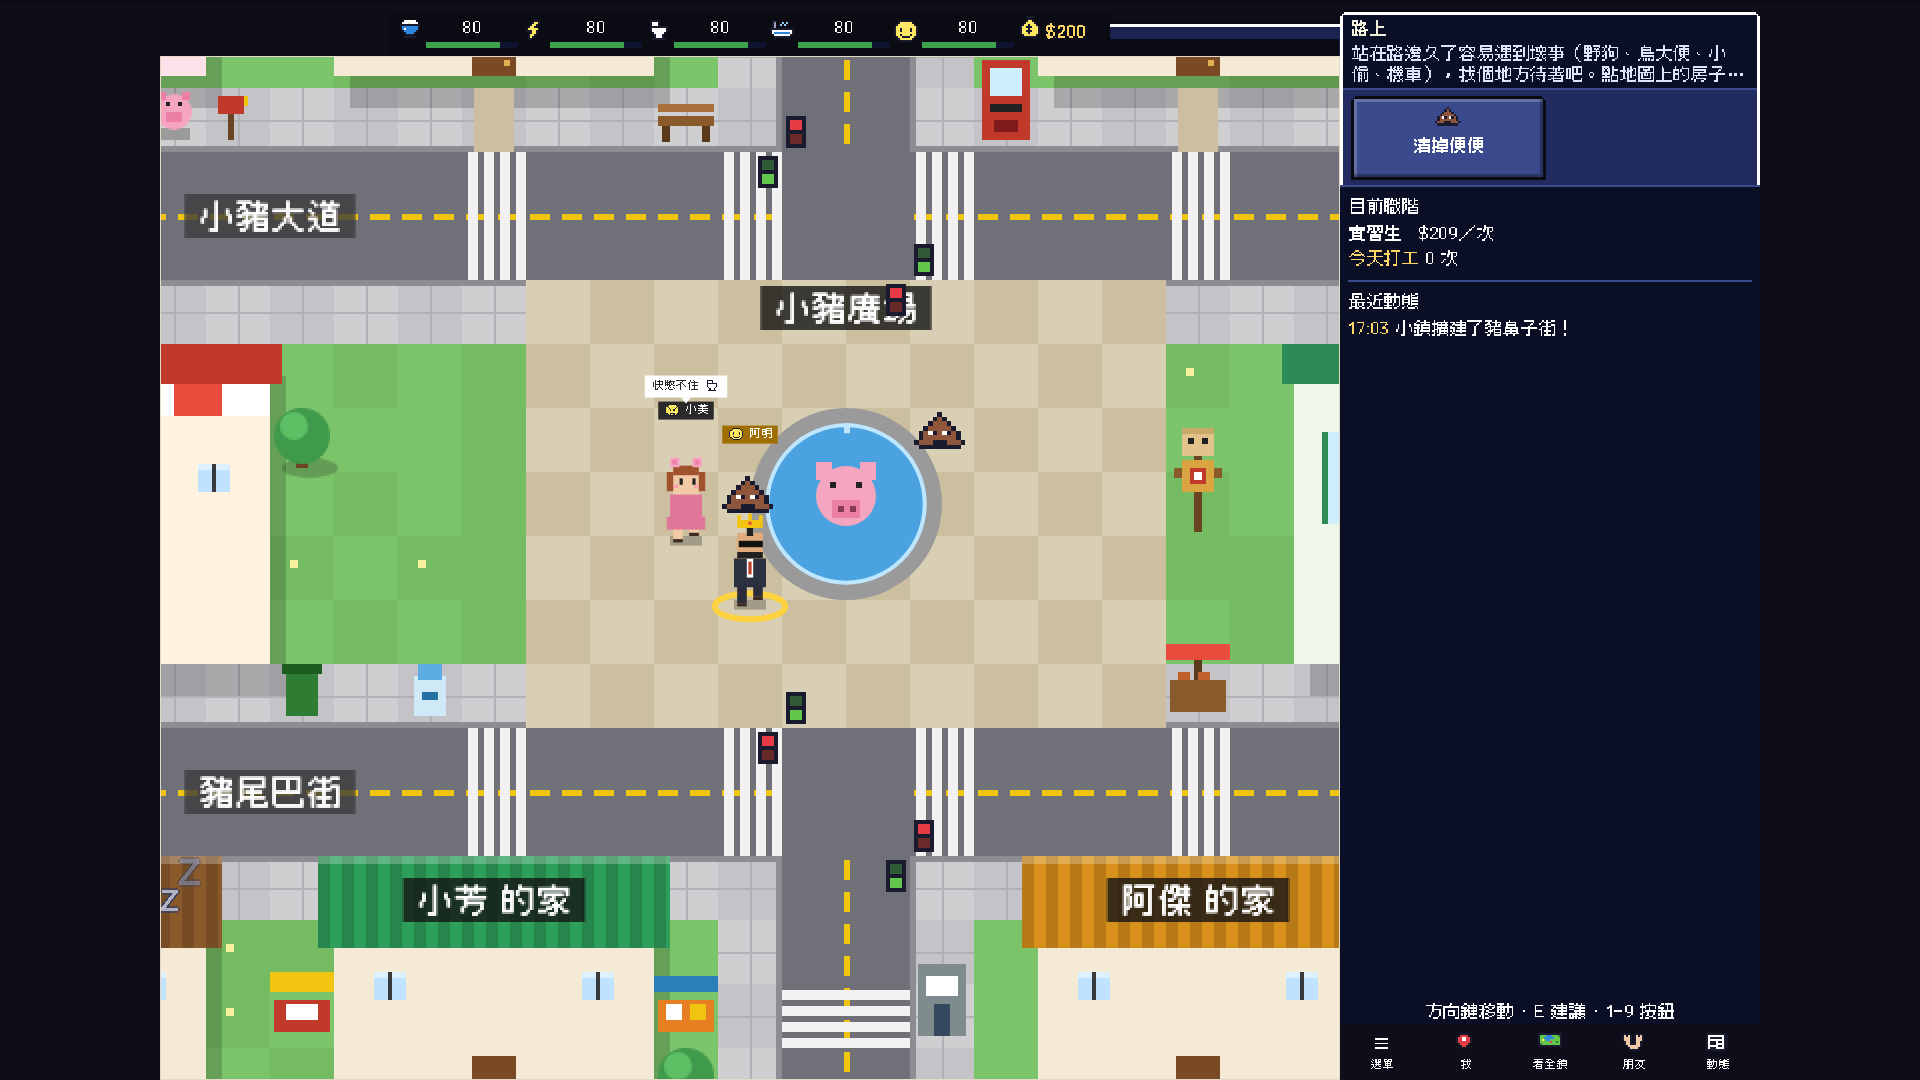 80
80
80
80
80
$200
路上
站在路邊久了容易遇到壞事（野狗、鳥大便、小
偷、機車），找個地方待著吧。點地圖上的房子…
清掉便便
目前職階
實習生 $209／次
今天打工 0 次
最近動態
17:03 小鎮擴建了豬鼻子街！
小豬大道
小豬廣場
快憋不住
小美
阿明
豬尾巴街
Z
Z
小芳 的家
阿傑 的家
方向鍵移動 · E 建議 · 1-9 按鈕
選單
我
看全鎮
朋友
動態